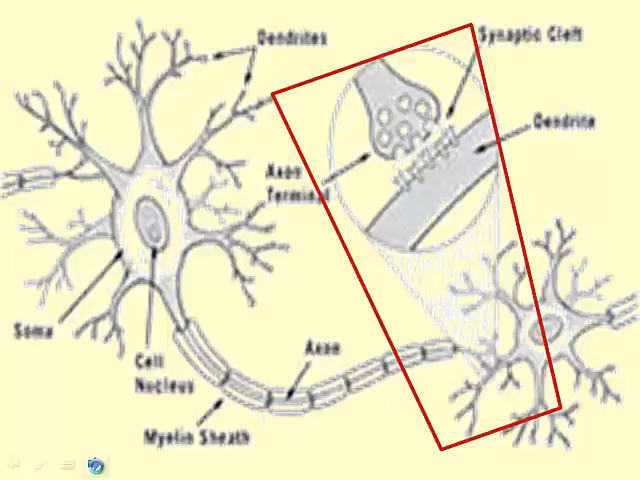 Dendrites
Synaptic Cleft
Dendrite
Axon
Terminal
Soma
Cell
Nucleus
Axon
Myelin Sheath